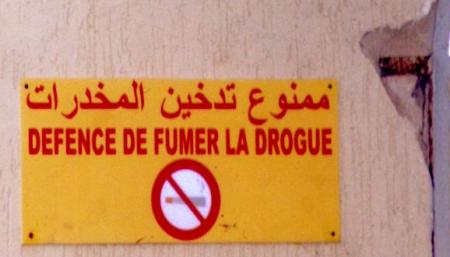 ممنوع تدخين المخدرات
DEFENCE DE FUMER LA DROGUE